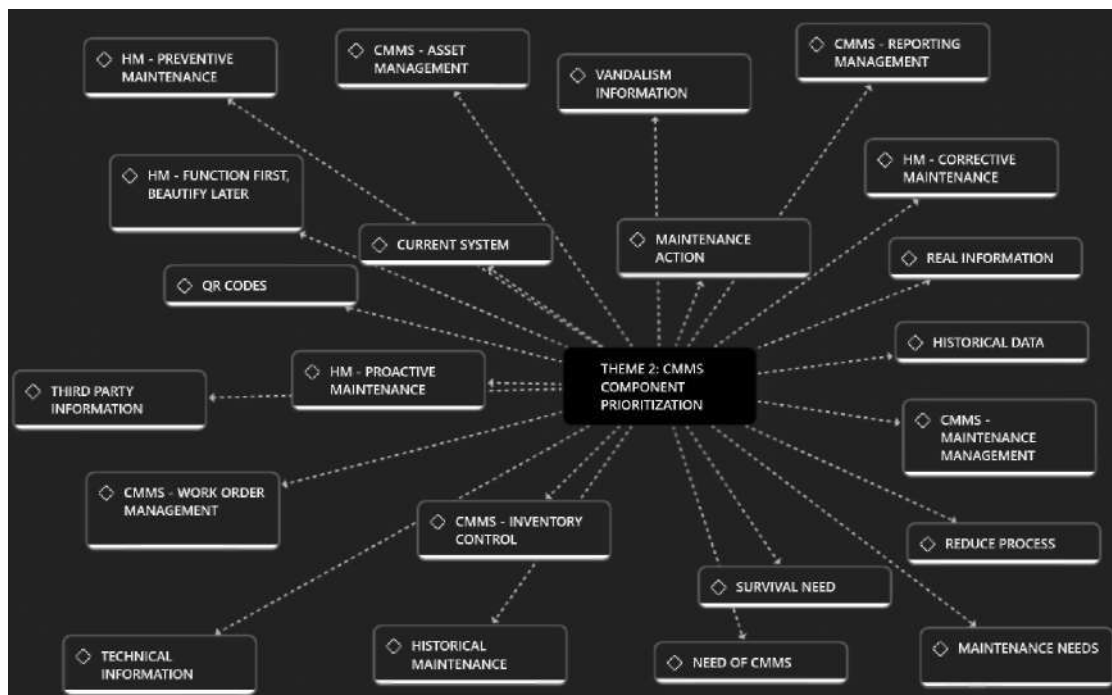 HM - PREVENTIVE
MAINTENANCE
CMMS - ASSET
MANAGEMENT
VANDALISM
INFORMATION
CMMS - REPORTING
MANAGEMENT
HM - FUNCTION FIRST,
BEAUTIFY LATER
HM - CORRECTIVE
MAINTENANCE
CURRENT SYSTEM
MAINTENANCE
ACTION
REAL INFORMATION
QR CODES
HISTORICAL DATA
THEME 2: CMMS
COMPONENT
PRIORITIZATION
HM - PROACTIVE
MAINTENANCE
THIRD PARTY
INFORMATION
CMMS -
MAINTENANCE
MANAGEMENT
CMMS - WORK ORDER
MANAGEMENT
CMMS - INVENTORY
CONTROL
REDUCE PROCESS
SURVIVAL NEED
TECHNICAL
INFORMATION
HISTORICAL
MAINTENANCE
NEED OF CMMS
MAINTENANCE NEEDS